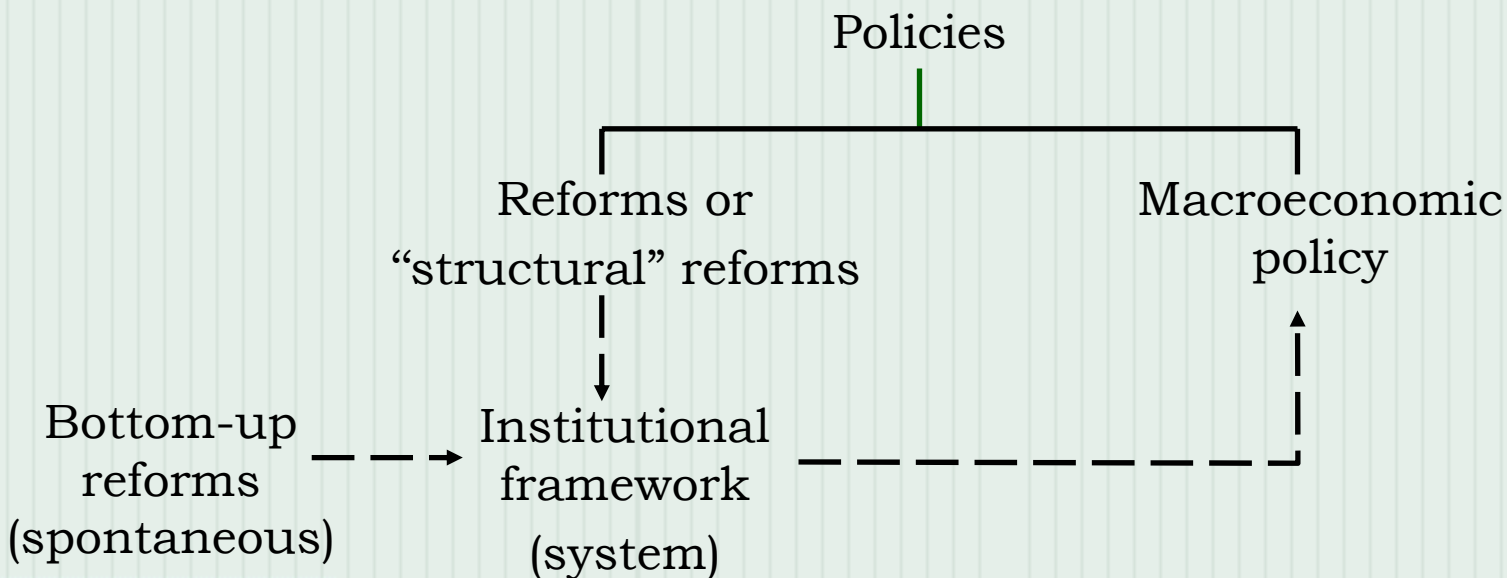 Policies
Reforms or
“structural” reforms
Macroeconomic
policy
Bottom-up
reforms
(spontaneous)
Institutional
framework
(system)